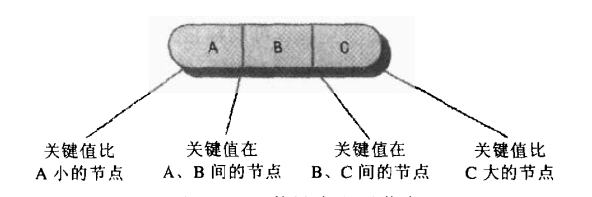 A B C
关键值比 关键值在 关键值在 关键值比
A 小的节点 A、B 间的节点 B、C 间的节点 C 大的节点